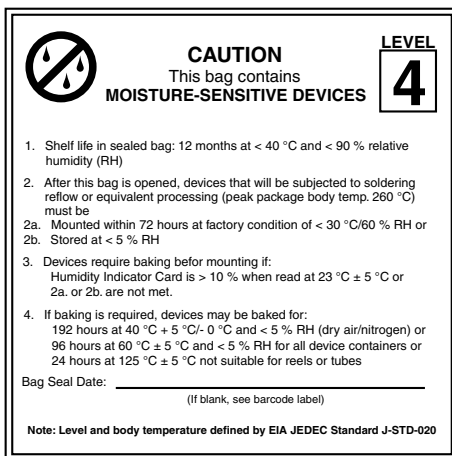 LEVEL
4
CAUTION
This bag contains
MOISTURE-SENSITIVE DEVICES
1. Shelf life in sealed bag: 12 months at < 40 °C and < 90 % relative
humidity (RH)
2. After this bag is opened, devices that will be subjected to soldering
reflow or equivalent processing (peak package body temp. 260 °C)
must be
2a. Mounted within 72 hours at factory condition of < 30 °C/60 % RH or
2b. Stored at < 5 % RH
3. Devices require baking befor mounting if:
Humidity Indicator Card is > 10 % when read at 23 °C ± 5 °C or
2a. or 2b. are not met.
4. If baking is required, devices may be baked for:
192 hours at 40 °C + 5 °C/- 0 °C and < 5 % RH (dry air/nitrogen) or
96 hours at 60 °C ± 5 °C and < 5 % RH for all device containers or
24 hours at 125 °C ± 5 °C not suitable for reels or tubes
Bag Seal Date:
(If blank, see barcode label)
Note: Level and body temperature defined by EIA JEDEC Standard J-STD-020